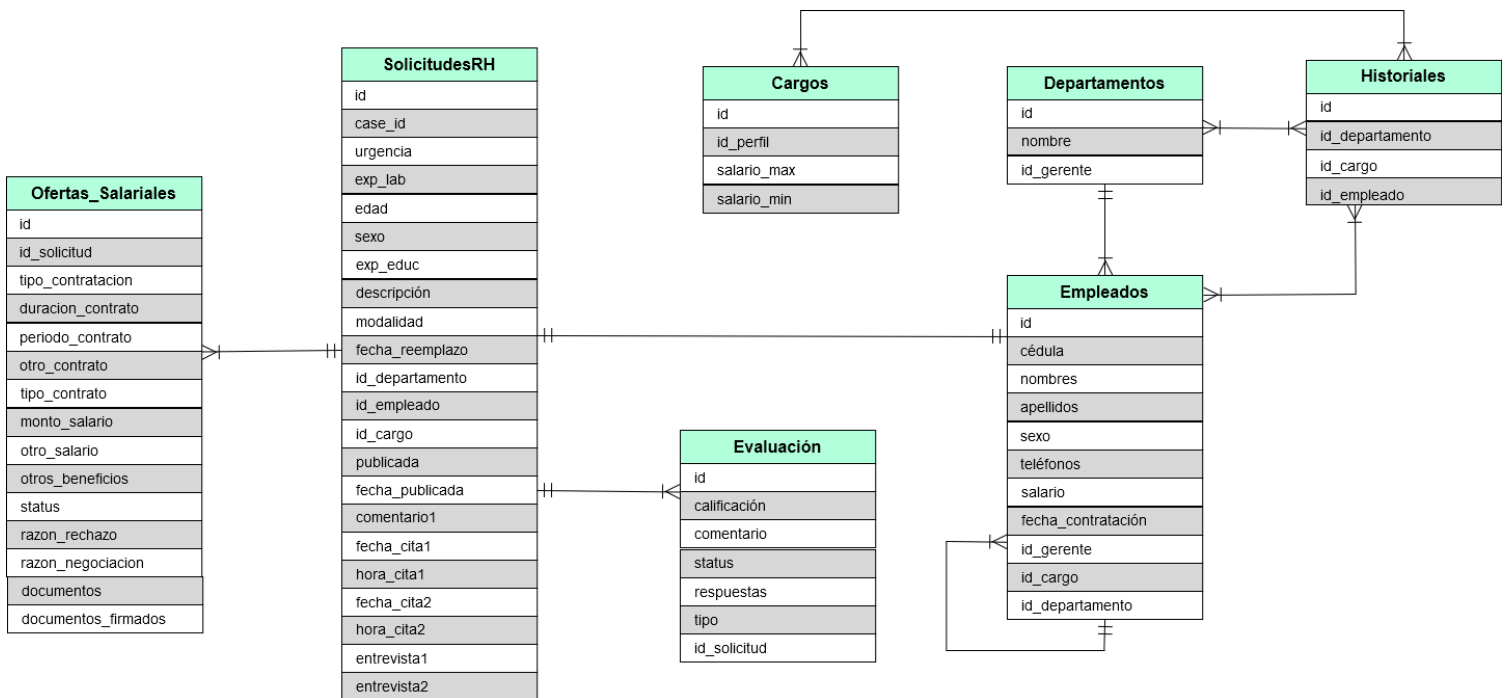 Ofertas_Salariales
id
id_solicitud
tipo_contratacion
duracion_contrato
periodo_contrato
otro_contrato
tipo_contrato
monto_salario
otro_salario
otros_beneficios
status
razon_rechazo
razon_negociacion
documentos
documentos_firmados
SolicitudesRH
id
case_id
urgencia
exp_lab
edad
sexo
exp_educ
descripción
modalidad
fecha_reemplazo
id_departamento
id_empleado
id_cargo
publicada
fecha_publicada
comentario1
fecha_cita1
hora_cita1
fecha_cita2
hora_cita2
entrevista1
entrevista2
Cargos
id
id_perfil
salario_max
salario_min
Evaluación
id
calificación
comentario
status
respuestas
tipo
id_solicitud
Departamentos
id
nombre
id_gerente
Empleados
id
cédula
nombres
apellidos
sexo
teléfonos
salario
fecha_contratación
id_gerente
id_cargo
id_departamento
Historiales
id
id_departamento
id_cargo
id_empleado